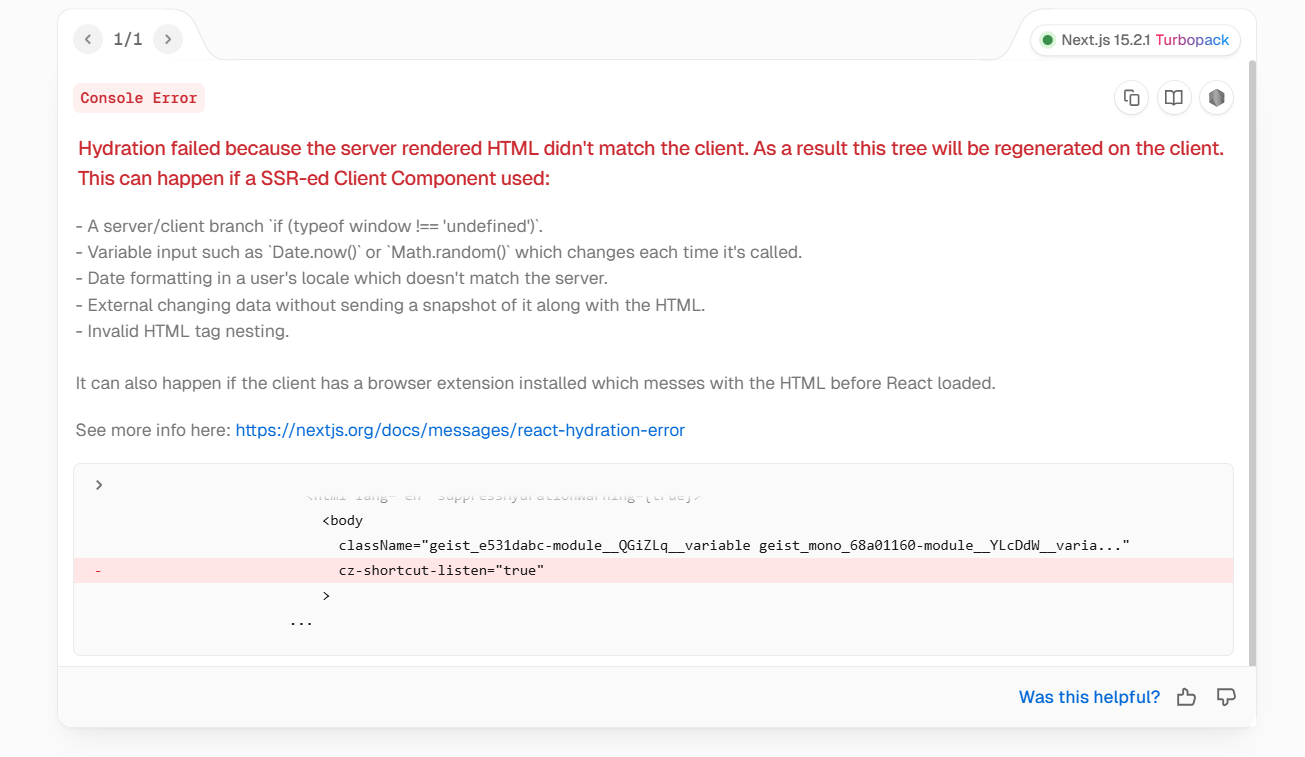 1/1
Next.js 15.2.1 Turbopack
Console Error
Hydration failed because the server rendered HTML didn't match the client. As a result this tree will be regenerated on the client.
This can happen if a SSR-ed Client Component used:
- A server/client branch `if (typeof window !== 'undefined')`.
- Variable input such as `Date.now()` or `Math.random()` which changes each time it's called.
- Date formatting in a user's locale which doesn't match the server.
- External changing data without sending a snapshot of it along with the HTML.
- Invalid HTML tag nesting.
It can also happen if the client has a browser extension installed which messes with the HTML before React loaded.
See more info here: https://nextjs.org/docs/messages/react-hydration-error
<html lang="en" suppressHydrationWarning={true}>
<body
className="geist_e531dabc-module__QGiZLq__variable geist_mono_68a01160-module__YLcDdW__varia..."
- cz-shortcut-listen="true"
>
...
Was this helpful?